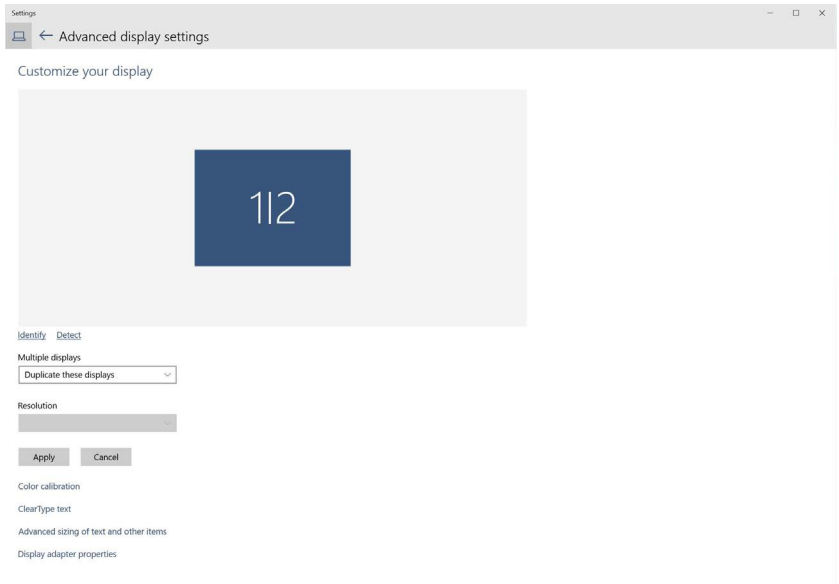 Settings
Advanced display settings
Customize your display
1|2
Identify Detect
Multiple displays
Duplicate these displays
Resolution
Apply Cancel
Color calibration
ClearType text
Advanced sizing of text and other items
Display adapter properties